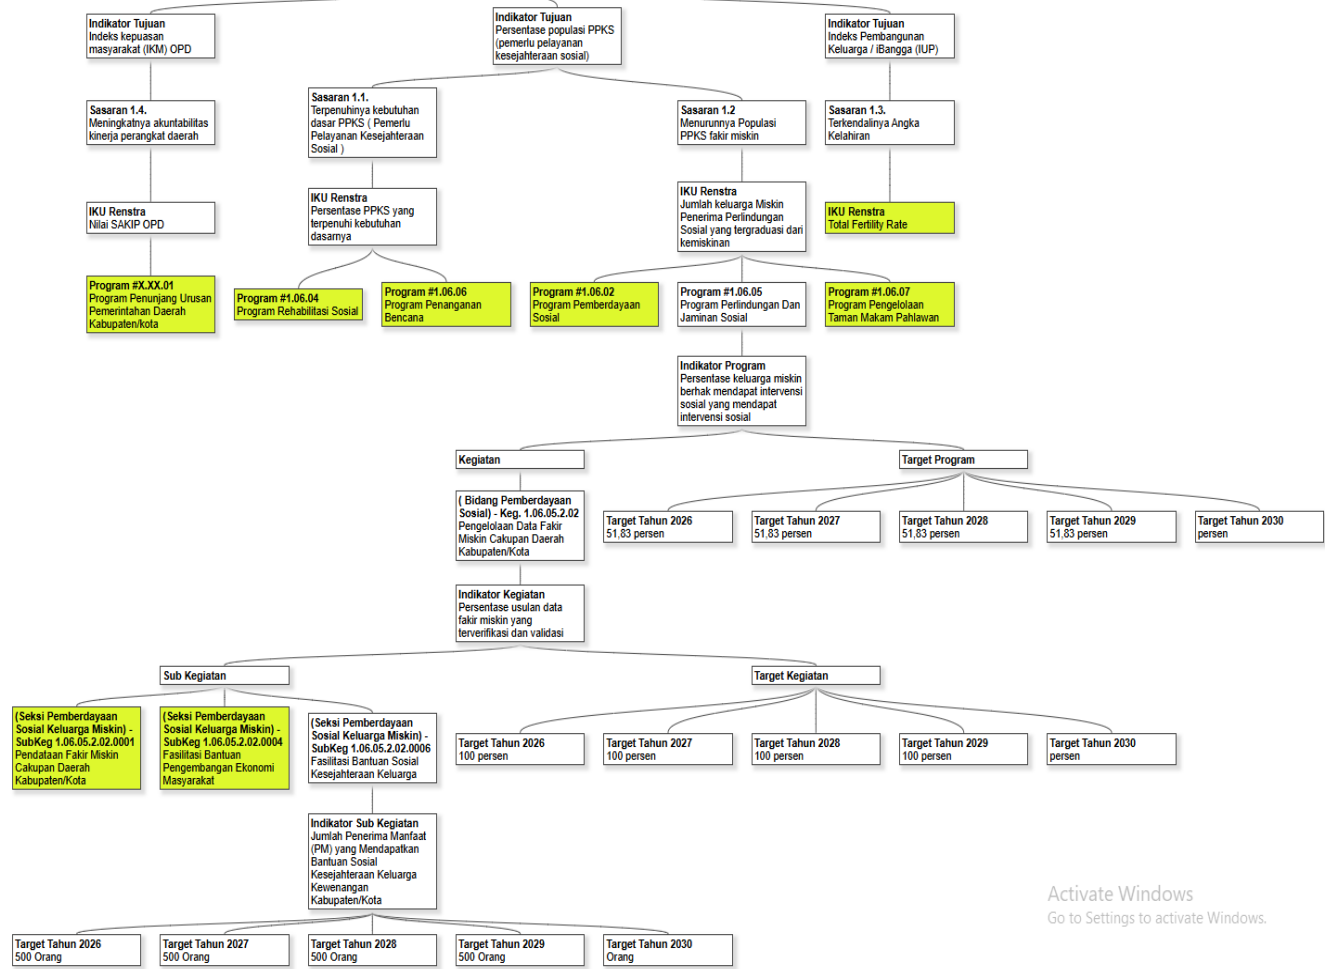 Indikator Tujuan
Indeks kepuasan
masyarakat (IKM) OPD
Indikator Tujuan
Persentase populasi PPKS
(pemerlu pelayanan
kesejahteraan sosial)
Indikator Tujuan
Indeks Pembangunan
Keluarga / iBangga (IUP)
Sasaran 1.4.
Meningkatnya akuntabilitas
kinerja perangkat daerah
Sasaran 1.1.
Terpenuhinya kebutuhan
dasar PPKS ( Pemerlu
Pelayanan Kesejahteraan
Sosial )
Sasaran 1.2
Menurunnya Populasi
PPKS fakir miskin
Sasaran 1.3.
Terkendalinya Angka
Kelahiran
IKU Renstra
Nilai SAKIP OPD
IKU Renstra
Persentase PPKS yang
terpenuhi kebutuhan
dasarnya
IKU Renstra
Jumlah keluarga Miskin
Penerima Perlindungan
Sosial yang tergraduasi dari
kemiskinan
IKU Renstra
Total Fertility Rate
Program #X.XX.01
Program Penunjang Urusan
Pemerintahan Daerah
Kabupaten/kota
Program #1.06.04
Program Rehabilitasi Sosial
Program #1.06.06
Program Penanganan
Bencana
Program #1.06.02
Program Pemberdayaan
Sosial
Program #1.06.05
Program Perlindungan Dan
Jaminan Sosial
Program #1.06.07
Program Pengelolaan
Taman Makam Pahlawan
Indikator Program
Persentase keluarga miskin
berhak mendapat intervensi
sosial yang mendapat
intervensi sosial
Kegiatan
Target Program
( Bidang Pemberdayaan
Sosial) - Keg. 1.06.05.2.02
Pengelolaan Data Fakir
Miskin Cakupan Daerah
Kabupaten/Kota
Target Tahun 2026
51,83 persen
Target Tahun 2027
51,83 persen
Target Tahun 2028
51,83 persen
Target Tahun 2029
51,83 persen
Target Tahun 2030
persen
Indikator Kegiatan
Persentase usulan data
fakir miskin yang
terverifikasi dan validasi
Sub Kegiatan
Target Kegiatan
(Seksi Pemberdayaan
Sosial Keluarga Miskin) -
SubKeg 1.06.05.2.02.0001
Pendataan Fakir Miskin
Cakupan Daerah
Kabupaten/Kota
(Seksi Pemberdayaan
Sosial Keluarga Miskin) -
SubKeg 1.06.05.2.02.0004
Fasilitasi Bantuan
Pengembangan Ekonomi
Masyarakat
(Seksi Pemberdayaan
Sosial Keluarga Miskin) -
SubKeg 1.06.05.2.02.0006
Fasilitasi Bantuan Sosial
Kesejahteraan Keluarga
Target Tahun 2026
100 persen
Target Tahun 2027
100 persen
Target Tahun 2028
100 persen
Target Tahun 2029
100 persen
Target Tahun 2030
persen
Indikator Sub Kegiatan
Jumlah Penerima Manfaat
(PM) yang Mendapatkan
Bantuan Sosial
Kesejahteraan Keluarga
Kewenangan
Kabupaten/Kota
Target Tahun 2026
500 Orang
Target Tahun 2027
500 Orang
Target Tahun 2028
500 Orang
Target Tahun 2029
500 Orang
Target Tahun 2030
Orang
Activate Windows
Go to Settings to activate Windows.